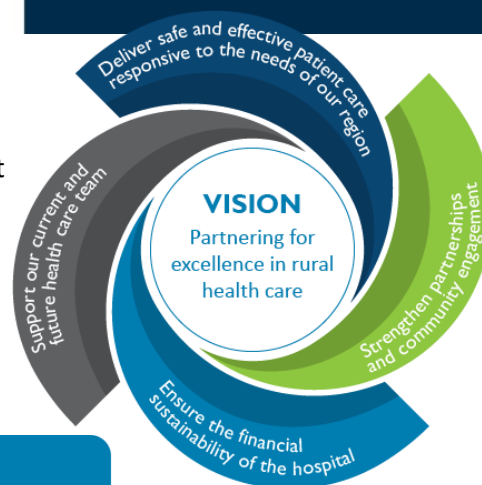 Deliver safe and effective patient care
responsive to the needs of our region
t
Support our current and
future health care team
VISION
Partnering for
excellence in rural
health care
Strengthen partnerships
and community engagement
Ensure the financial
sustainability of the hospital